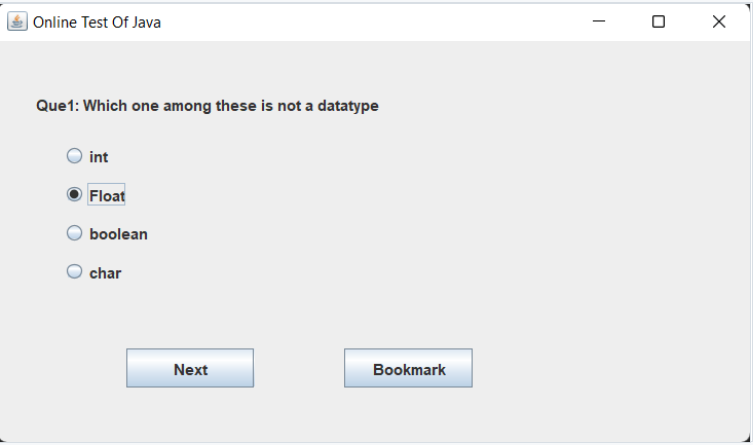 Online Test Of Java
Que1: Which one among these is not a datatype
int
Float
boolean
char
Next Bookmark